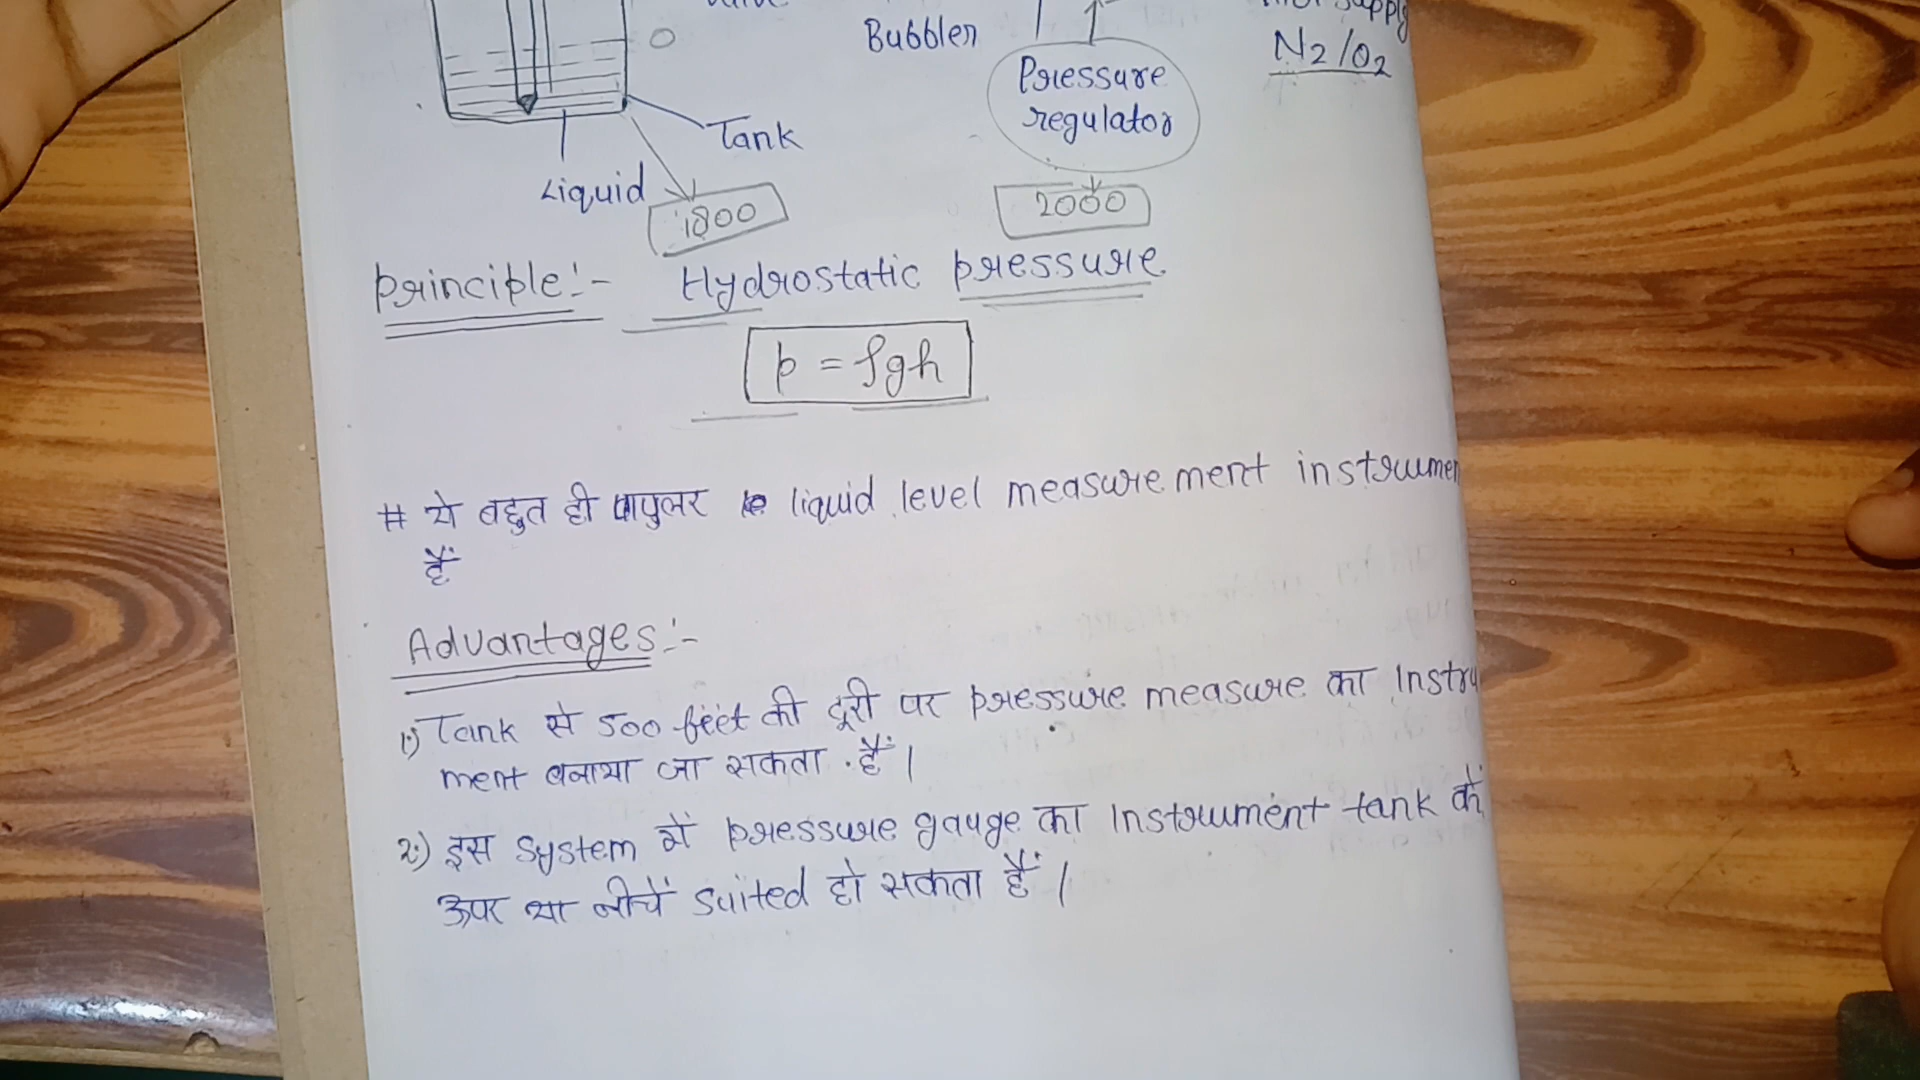 Supply
Bubbler
N2/O2
Pressure
regulator
Tank
Liquid
1800
2000
Principle:-  Hydrostatic pressure
p = ρgh
# ये बहुत ही पापुलर liquid level measurement instrumen
हैं
Advantages:-
1) Tank से 500 feet की दूरी पर pressure measure का Instru
ment बनाया जा सकता है।
2) इस System में pressure gauge का Instrument tank के
ऊपर या नीचें suited हो सकता हैं।